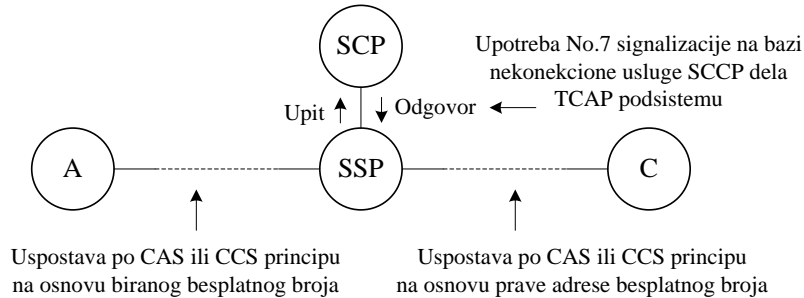 SCP
Upotreba No.7 signalizacije na bazi
nekonekcione usluge SCCP dela
TCAP podsistemu
Upit
Odgovor
A
SSP
C
Uspostava po CAS ili CCS principu
na osnovu biranog besplatnog broja
Uspostava po CAS ili CCS principu
na osnovu prave adrese besplatnog broja